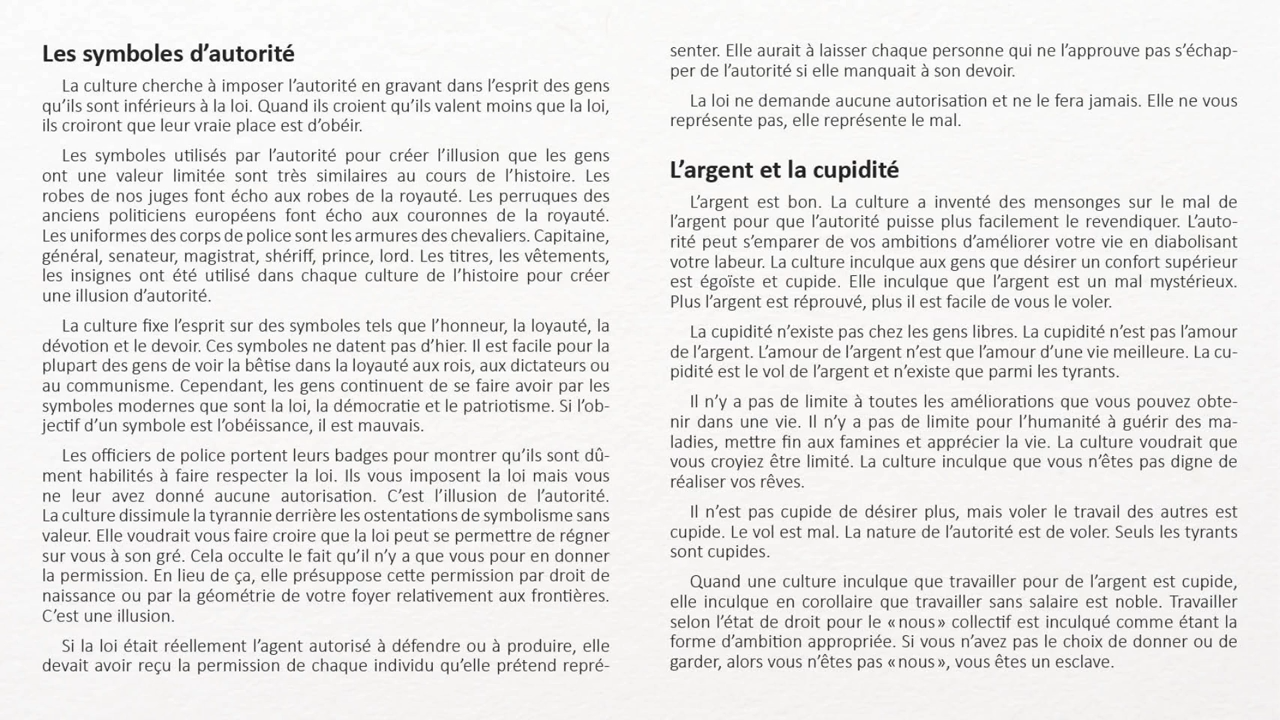 Les symboles d’autorité
La culture cherche à imposer l’autorité en gravant dans l’esprit des gens
qu’ils sont inférieurs à la loi. Quand ils croient qu’ils valent moins que la loi,
ils croiront que leur vraie place est d’obéir.
Les symboles utilisés par l’autorité pour créer l’illusion que les gens
ont une valeur limitée sont très similaires au cours de l’histoire. Les
robes de nos juges font écho aux robes de la royauté. Les perruques des
anciens politiciens européens font écho aux couronnes de la royauté.
Les uniformes des corps de police sont les armures des chevaliers. Capitaine,
général, senateur, magistrat, shériff, prince, lord. Les titres, les vêtements,
les insignes ont été utilisé dans chaque culture de l’histoire pour créer
une illusion d’autorité.
La culture fixe l’esprit sur des symboles tels que l’honneur, la loyauté, la
dévotion et le devoir. Ces symboles ne datent pas d’hier. Il est facile pour la
plupart des gens de voir la bêtise dans la loyauté aux rois, aux dictateurs ou
au communisme. Cependant, les gens continuent de se faire avoir par les
symboles modernes que sont la loi, la démocratie et le patriotisme. Si l’ob-
jectif d’un symbole est l’obéissance, il est mauvais.
Les officiers de police portent leurs badges pour montrer qu’ils sont dû-
ment habilités à faire respecter la loi. Ils vous imposent la loi mais vous
ne leur avez donné aucune autorisation. C’est l’illusion de l’autorité.
La culture dissimule la tyrannie derrière les ostentations de symbolisme sans
valeur. Elle voudrait vous faire croire que la loi peut se permettre de régner
sur vous à son gré. Cela occulte le fait qu’il n’y a que vous pour en donner
la permission. En lieu de ça, elle présuppose cette permission par droit de
naissance ou par la géométrie de votre foyer relativement aux frontières.
C’est une illusion.
Si la loi était réellement l’agent autorisé à défendre ou à produire, elle
devait avoir reçu la permission de chaque individu qu’elle prétend repré-
senter. Elle aurait à laisser chaque personne qui ne l’approuve pas s’échap-
per de l’autorité si elle manquait à son devoir.
La loi ne demande aucune autorisation et ne le fera jamais. Elle ne vous
représente pas, elle représente le mal.
L’argent et la cupidité
L’argent est bon. La culture a inventé des mensonges sur le mal de
l’argent pour que l’autorité puisse plus facilement le revendiquer. L’auto-
rité peut s’emparer de vos ambitions d’améliorer votre vie en diabolisant
votre labeur. La culture inculque aux gens que désirer un confort supérieur
est égoïste et cupide. Elle inculque que l’argent est un mal mystérieux.
Plus l’argent est réprouvé, plus il est facile de vous le voler.
La cupidité n’existe pas chez les gens libres. La cupidité n’est pas l’amour
de l’argent. L’amour de l’argent n’est que l’amour d’une vie meilleure. La cu-
pidité est le vol de l’argent et n’existe que parmi les tyrants.
Il n’y a pas de limite à toutes les améliorations que vous pouvez obte-
nir dans une vie. Il n’y a pas de limite pour l’humanité à guérir des ma-
ladies, mettre fin aux famines et apprécier la vie. La culture voudrait que
vous croyiez être limité. La culture inculque que vous n’êtes pas digne de
réaliser vos rêves.
Il n’est pas cupide de désirer plus, mais voler le travail des autres est
cupide. Le vol est mal. La nature de l’autorité est de voler. Seuls les tyrants
sont cupides.
Quand une culture inculque que travailler pour de l’argent est cupide,
elle inculque en corollaire que travailler sans salaire est noble. Travailler
selon l’état de droit pour le « nous » collectif est inculqué comme étant la
forme d’ambition appropriée. Si vous n’avez pas le choix de donner ou de
garder, alors vous n’êtes pas « nous », vous êtes un esclave.